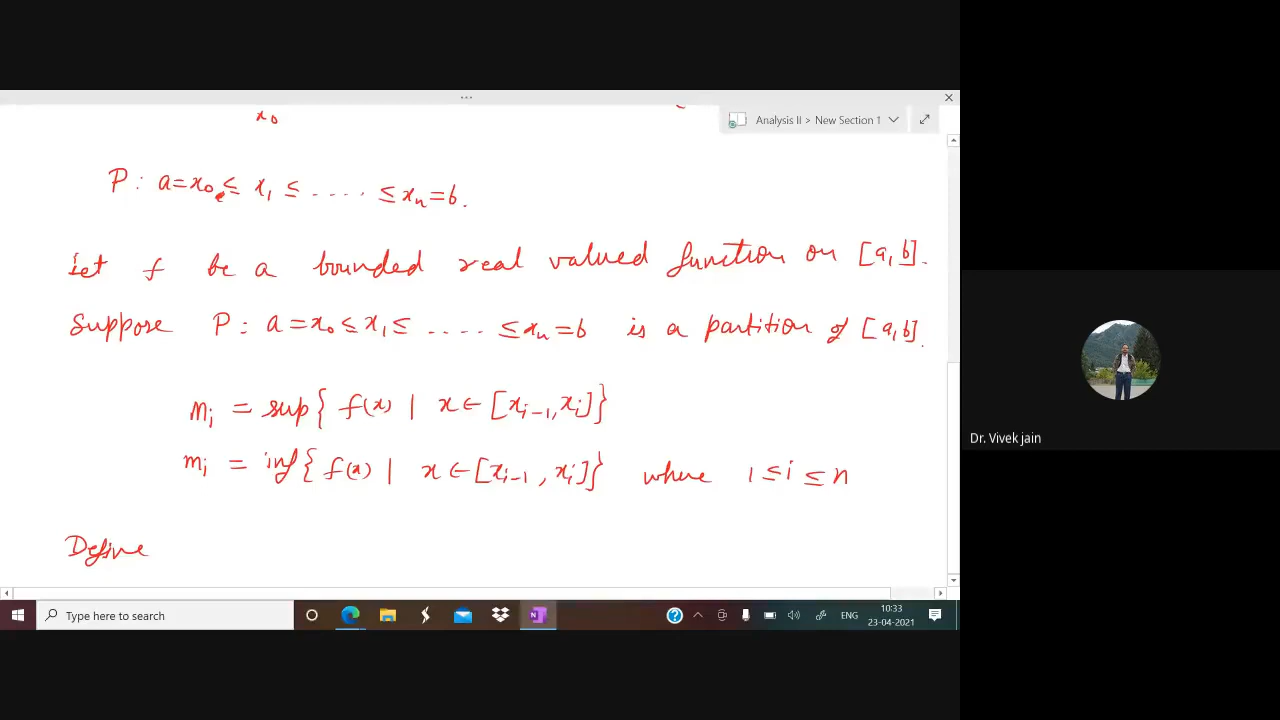 x₀
Analysis II > New Section 1
P: a=x₀ ≤ x₁ ≤ ..... ≤ xₙ=b.
Let f be a bounded real valued function on [a,b].
Suppose P: a=x₀ ≤ x₁ ≤ ..... ≤ xₙ=b is a partition of [a,b].
Mᵢ = sup{ f(x) | x ∈ [xᵢ₋₁, xᵢ]}
mᵢ = inf{ f(x) | x ∈ [xᵢ₋₁, xᵢ]} where 1 ≤ i ≤ n
Define
Dr. Vivek jain
Type here to search
ENG
10:33
23-04-2021